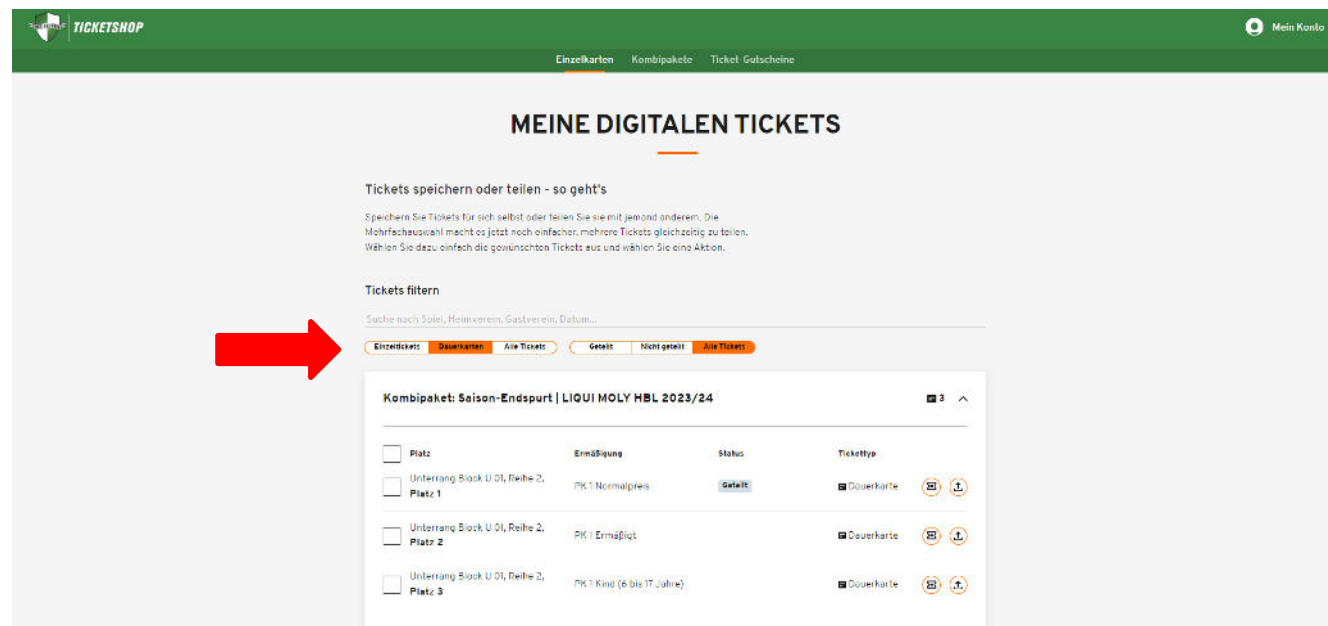 TICKETSHOP
Mein Konto
Einzelkarten Kombipakete Ticket-Gutscheine
MEINE DIGITALEN TICKETS
Tickets speichern oder teilen - so geht's
Speichern Sie Tickets für sich selbst oder teilen Sie sie mit jemand anderem. Die
Mehrfachauswahl macht es jetzt noch einfacher, mehrere Tickets gleichzeitig zu teilen.
Wählen Sie dazu einfach die gewünschten Tickets aus und wählen Sie eine Aktion.
Tickets filtern
Suche nach Spiel, Heimverein, Gastverein, Datum...
Einzeltickets Dauerkarten Alle Tickets Geteilt Nicht geteilt Alle Tickets
Kombipaket: Saison-Endspurt | LIQUI MOLY HBL 2023/24 3
Platz Ermäßigung Status Tickettyp
Unterrang Block U 01, Reihe 2,
Platz 1 PK 1 Normalpreis Geteilt Dauerkarte
Unterrang Block U 01, Reihe 2,
Platz 2 PK 1 Ermäßigt Dauerkarte
Unterrang Block U 01, Reihe 2,
Platz 3 PK 1 Kind (6 bis 17 Jahre) Dauerkarte